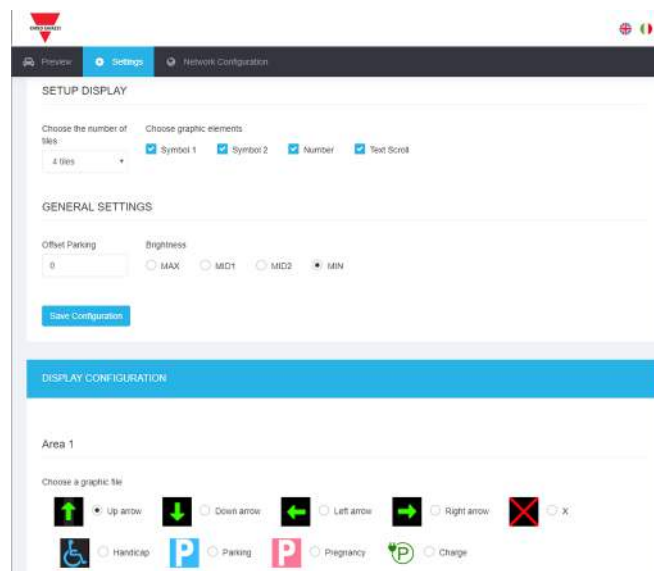 CARLO GAVAZZI
Preview Settings Network Configuration
SETUP DISPLAY
Choose the number of Choose graphic elements
tiles
4 tiles Symbol 1 Symbol 2 Number Text Scroll
GENERAL SETTINGS
Offset Parking Brightness
0 MAX MID1 MID2 MIN
Save Configuration
DISPLAY CONFIGURATION
Area 1
Choose a graphic file
Up arrow Down arrow Left arrow Right arrow X
Handicap P Parking P Pregnancy P Charge